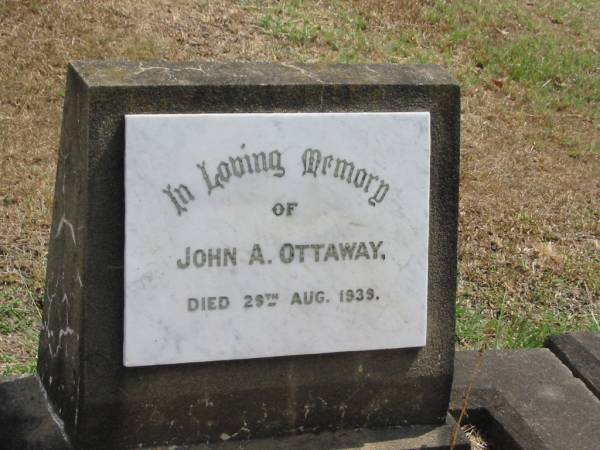 In Loving Memory
OF
JOHN A. OTTAWAY,
DIED 29TH AUG. 1939.